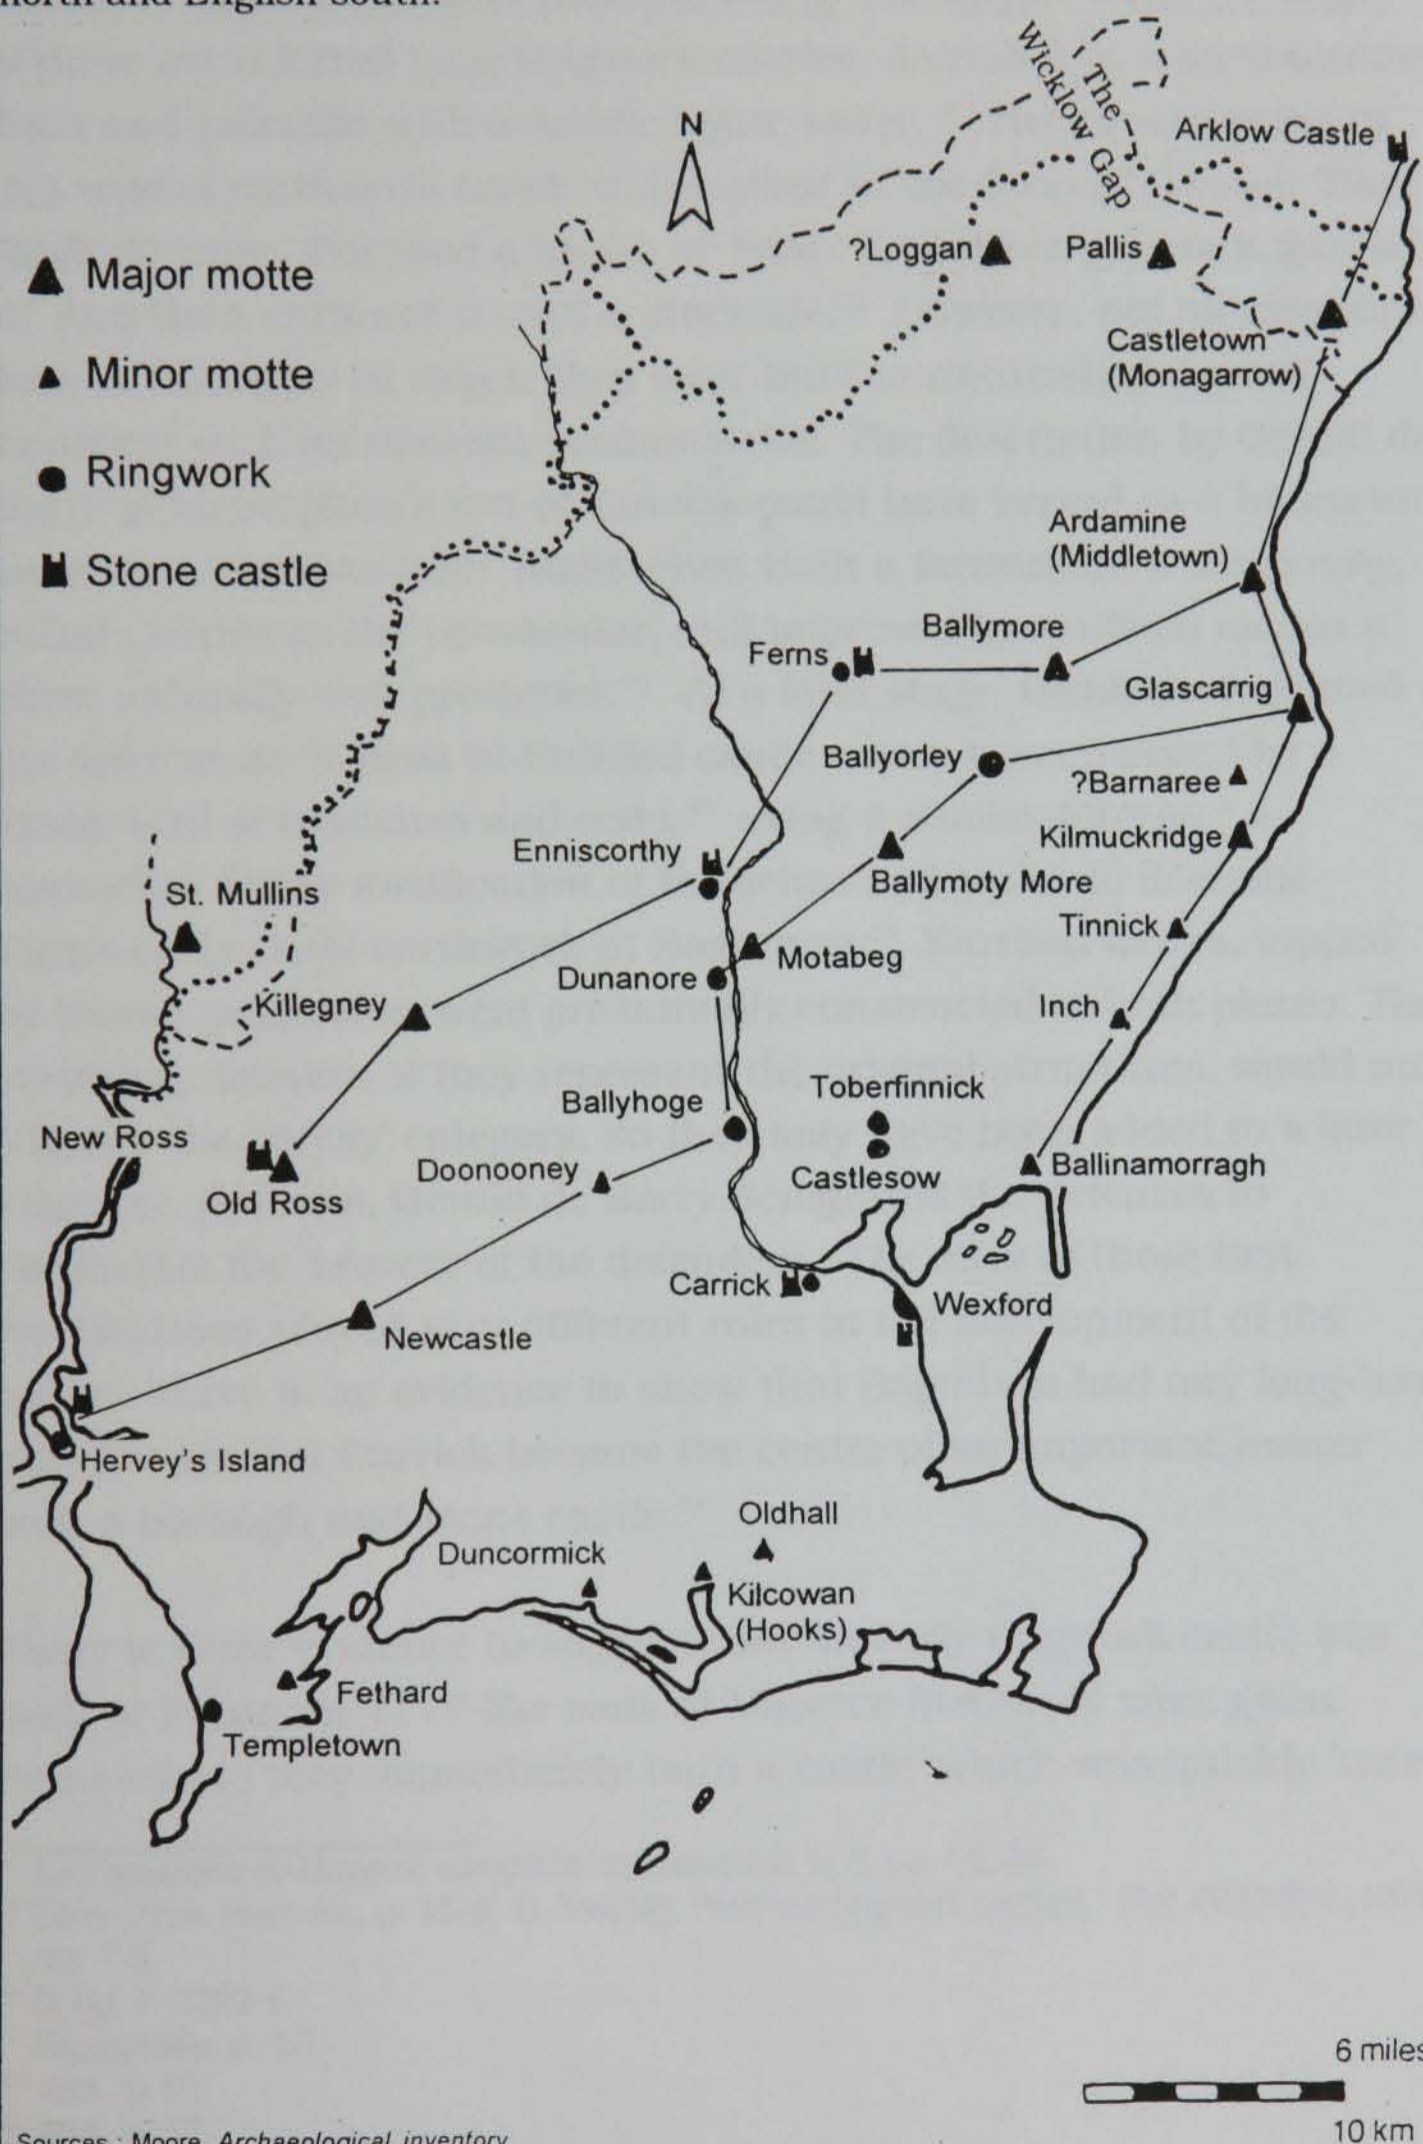 north and English south.
The
Wicklow Gap
Arklow Castle
N
?Loggan
Pallis
Major motte
Minor motte
Ringwork
Stone castle
Castletown
(Monagarrow)
Ardamine
(Middletown)
Ballymore
Ferns
Glascarrig
Ballyorley
?Barnaree
Kilmuckridge
Enniscorthy
Ballymoty More
St. Mullins
Tinnick
Motabeg
Dunanore
Killegney
Inch
Toberfinnick
Ballyhoge
New Ross
Doonooney
Castlesow
Ballinamorragh
Old Ross
Carrick
Wexford
Newcastle
Hervey's Island
Oldhall
Duncormick
Kilcowan
(Hooks)
Fethard
Templetown
6 miles
10 km
Sources : Moore, Archaeological inventory